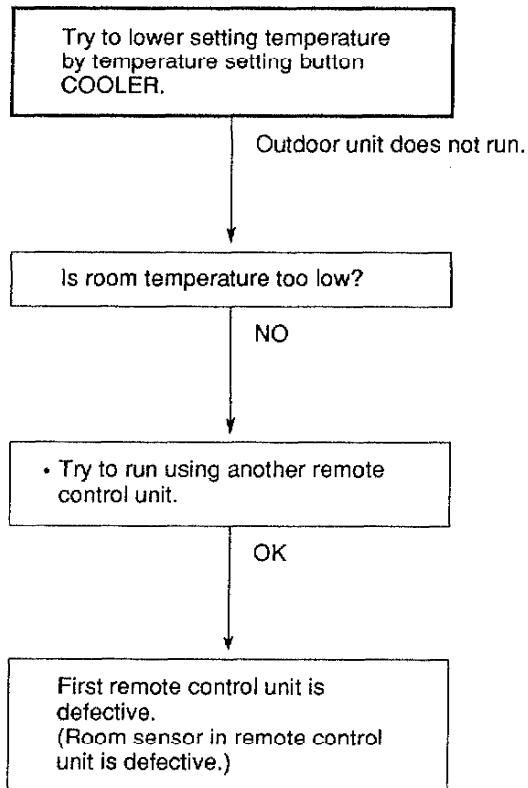 Try to lower setting temperature
by temperature setting button
COOLER.
Outdoor unit does not run.
Is room temperature too low?
NO
• Try to run using another remote
control unit.
OK
First remote control unit is
defective.
(Room sensor in remote control
unit is defective.)